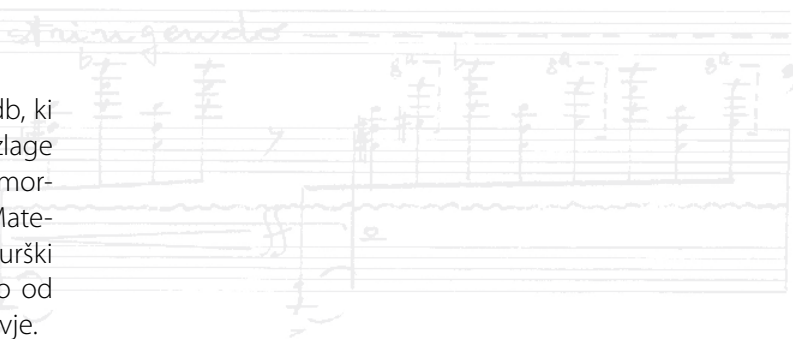 stringendo
db, ki
zlage
mor-
Mate-
urški
o od
vje.